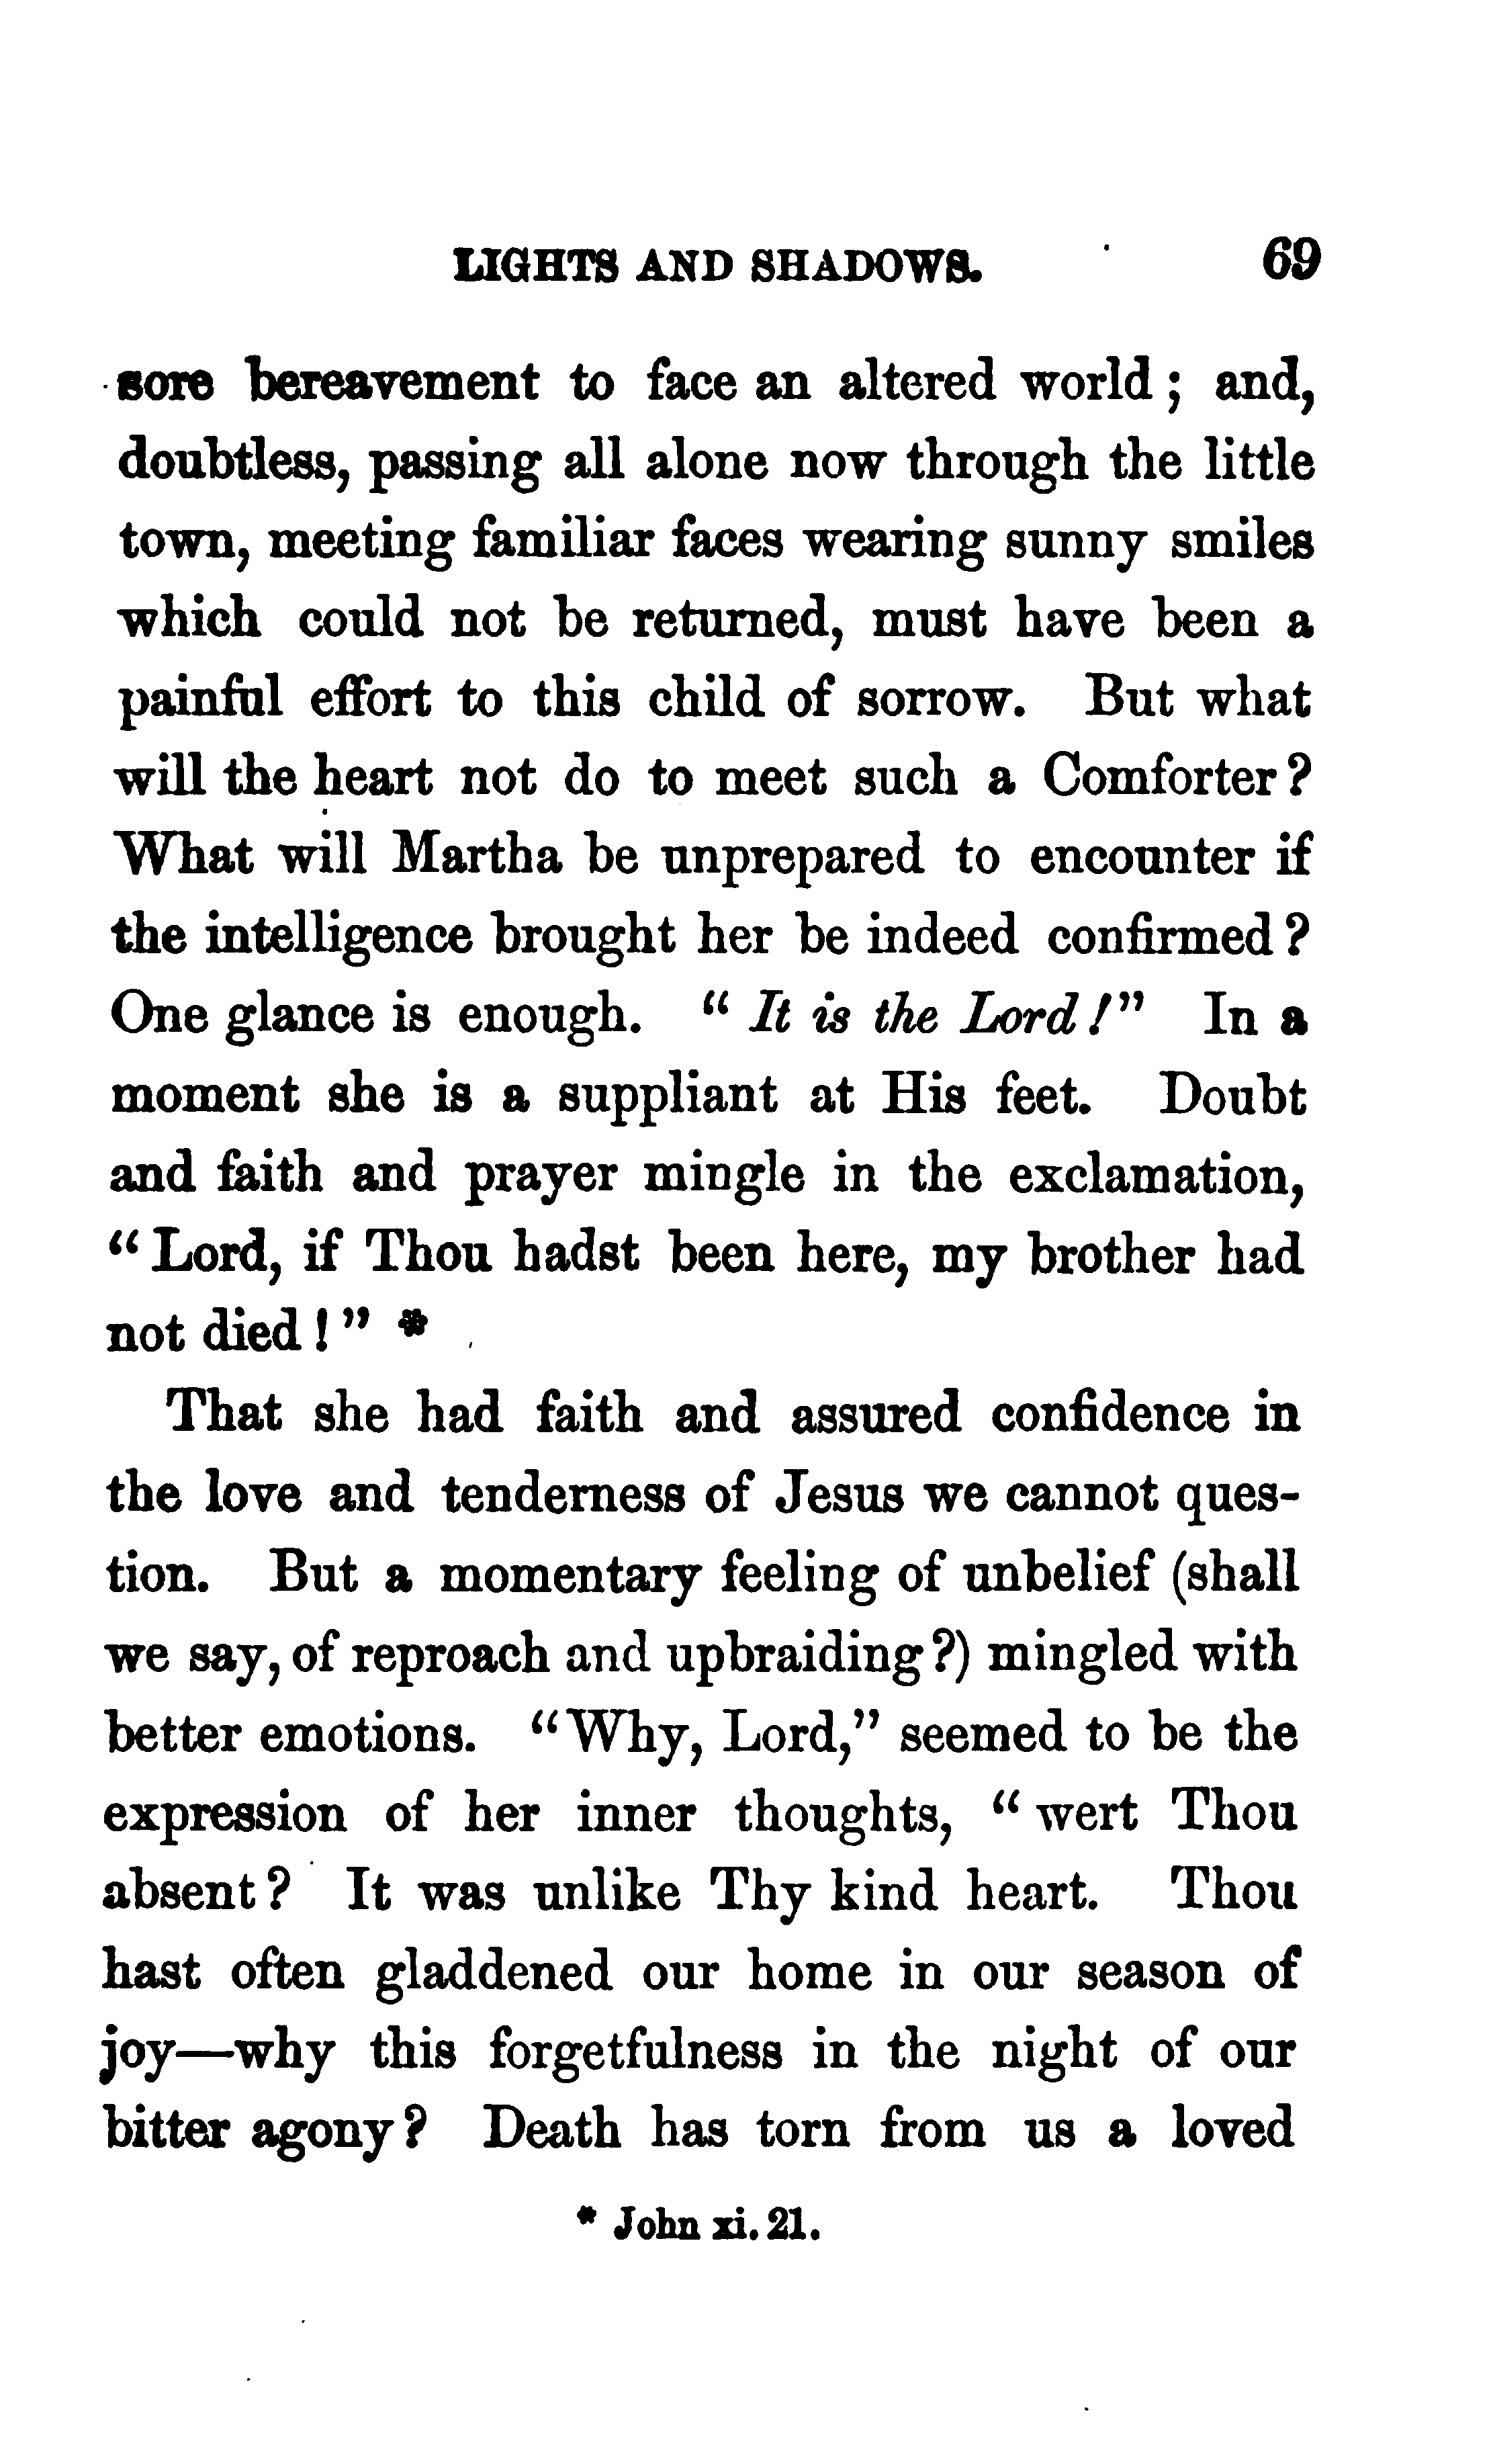 LIGHTS AND SHADOWS. 69
sore bereavement to face an altered world; and,
doubtless, passing all alone now through the little
town, meeting familiar faces wearing sunny smiles
which could not be returned, must have been a
painful effort to this child of sorrow. But what
will the heart not do to meet such a Comforter?
What will Martha be unprepared to encounter if
the intelligence brought her be indeed confirmed?
One glance is enough. "It is the Lord!" In a
moment she is a suppliant at His feet. Doubt
and faith and prayer mingle in the exclamation,
"Lord, if Thou hadst been here, my brother had
not died!" *
That she had faith and assured confidence in
the love and tenderness of Jesus we cannot ques-
tion. But a momentary feeling of unbelief (shall
we say, of reproach and upbraiding?) mingled with
better emotions. "Why, Lord," seemed to be the
expression of her inner thoughts, "wert Thou
absent? It was unlike Thy kind heart. Thou
hast often gladdened our home in our season of
joy—why this forgetfulness in the night of our
bitter agony? Death has torn from us a loved
* John xi. 21.